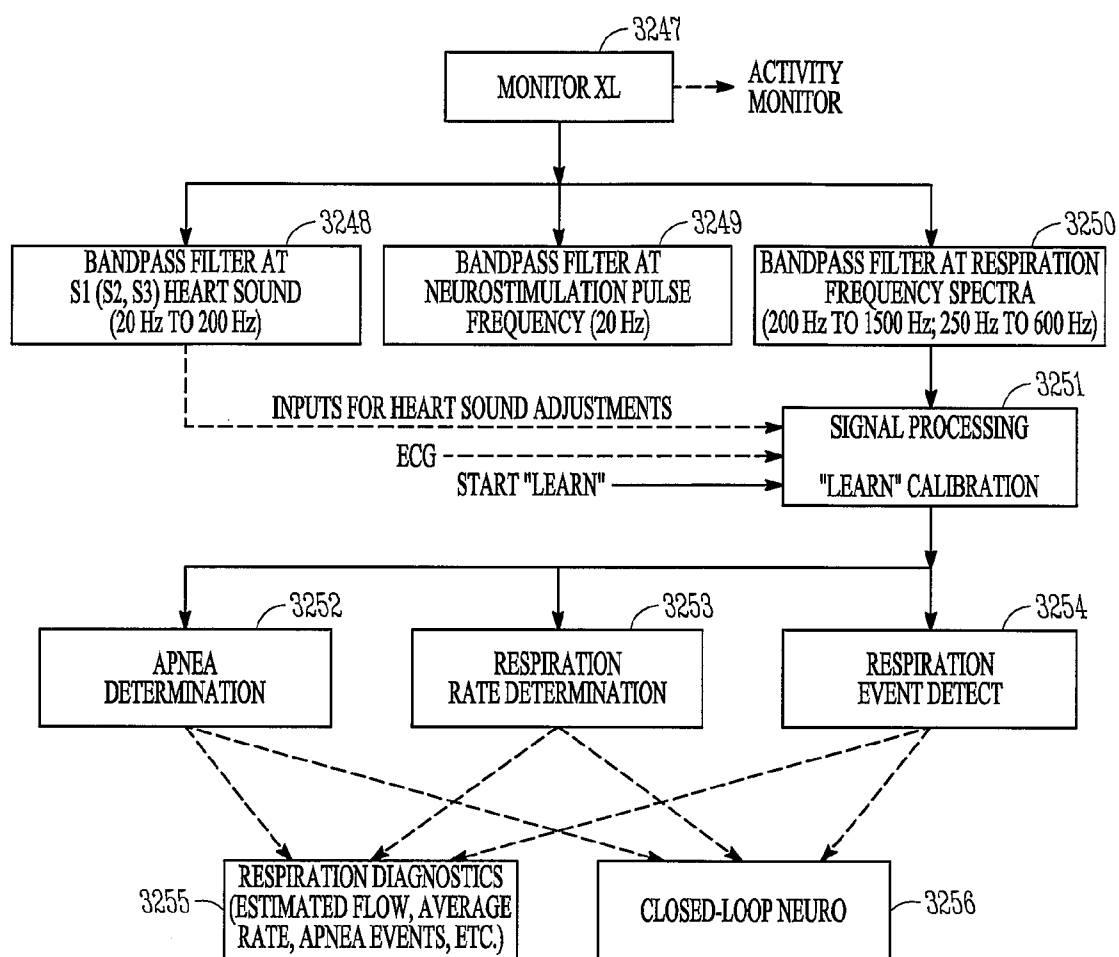 3247
MONITOR XL
ACTIVITY
MONITOR
3248
BANDPASS FILTER AT
S1 (S2, S3) HEART SOUND
(20 Hz TO 200 Hz)
3249
BANDPASS FILTER AT
NEUROSTIMULATION PULSE
FREQUENCY (20 Hz)
3250
BANDPASS FILTER AT RESPIRATION
FREQUENCY SPECTRA
(200 Hz TO 1500 Hz; 250 Hz TO 600 Hz)
INPUTS FOR HEART SOUND ADJUSTMENTS
ECG
START "LEARN"
3251
SIGNAL PROCESSING
"LEARN" CALIBRATION
3252
APNEA
DETERMINATION
3253
RESPIRATION
RATE DETERMINATION
3254
RESPIRATION
EVENT DETECT
3255
RESPIRATION DIAGNOSTICS
(ESTIMATED FLOW, AVERAGE
RATE, APNEA EVENTS, ETC.)
CLOSED-LOOP NEURO
3256